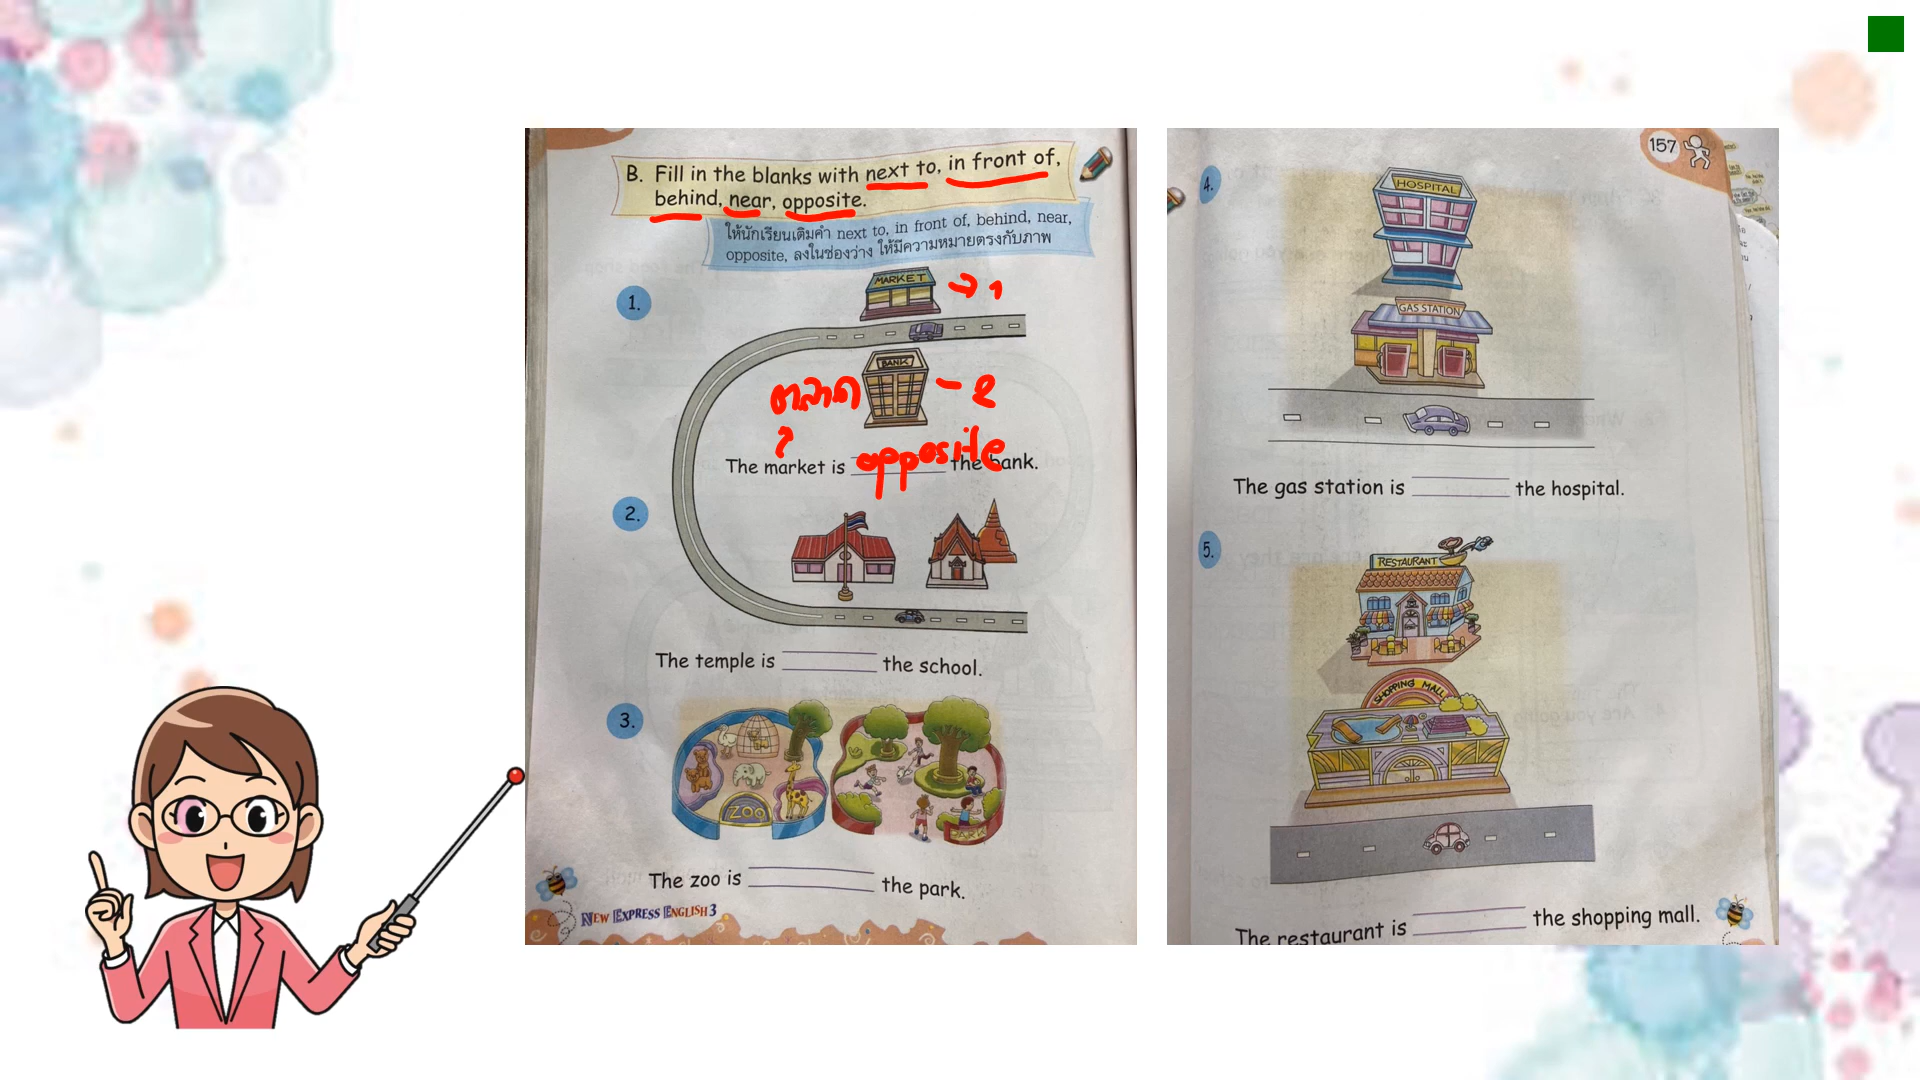 B. Fill in the blanks with next to, in front of,
behind, near, opposite.
ให้นักเรียนเติมคำ next to, in front of, behind, near,
opposite, ลงในช่องว่าง ให้มีความหมายตรงกับภาพ
1.
MARKET
→ 1
BANK
ตลาด
- 2
The market is opposite the bank.
2.
The temple is the school.
3.
ZOO
PARK
The zoo is the park.
NEW EXPRESS ENGLISH 3
157
4.
HOSPITAL
GAS STATION
The gas station is the hospital.
5.
RESTAURANT
SHOPPING MALL
The restaurant is the shopping mall.